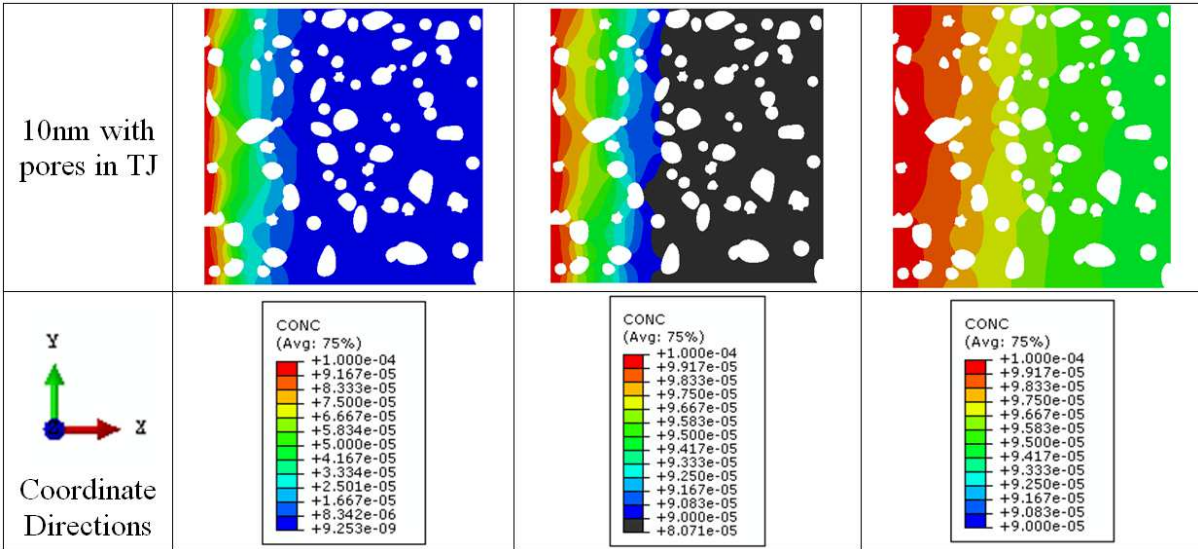 10nm with
pores in TJ
Y
X
Z
Coordinate
Directions
CONC
(Avg: 75%)
+1.000e-04
+9.167e-05
+8.333e-05
+7.500e-05
+6.667e-05
+5.834e-05
+5.000e-05
+4.167e-05
+3.334e-05
+2.501e-05
+1.667e-05
+8.342e-06
+9.253e-09
CONC
(Avg: 75%)
+1.000e-04
+9.917e-05
+9.833e-05
+9.750e-05
+9.667e-05
+9.583e-05
+9.500e-05
+9.417e-05
+9.333e-05
+9.250e-05
+9.167e-05
+9.083e-05
+9.000e-05
+8.071e-05
CONC
(Avg: 75%)
+1.000e-04
+9.917e-05
+9.833e-05
+9.750e-05
+9.667e-05
+9.583e-05
+9.500e-05
+9.417e-05
+9.333e-05
+9.250e-05
+9.167e-05
+9.083e-05
+9.000e-05